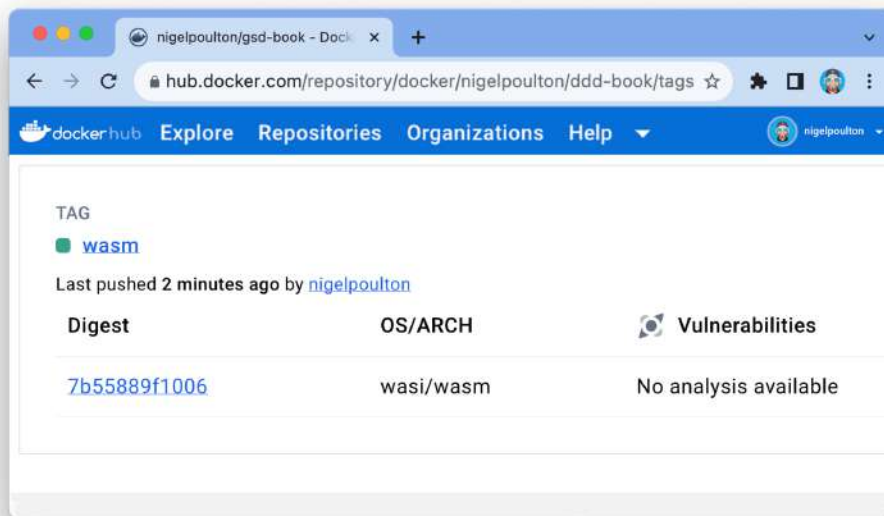 nigelpoulton/gsd-book - Dock
hub.docker.com/repository/docker/nigelpoulton/ddd-book/tags
dockerhub Explore Repositories Organizations Help nigelpoulton
TAG
wasm
Last pushed 2 minutes ago by nigelpoulton
Digest OS/ARCH Vulnerabilities
7b55889f1006 wasi/wasm No analysis available